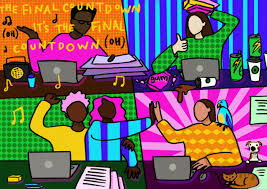 THE FINAL COUNTDOWN
IT'S THE FINAL
COUNTDOWN (OH)
(OH)